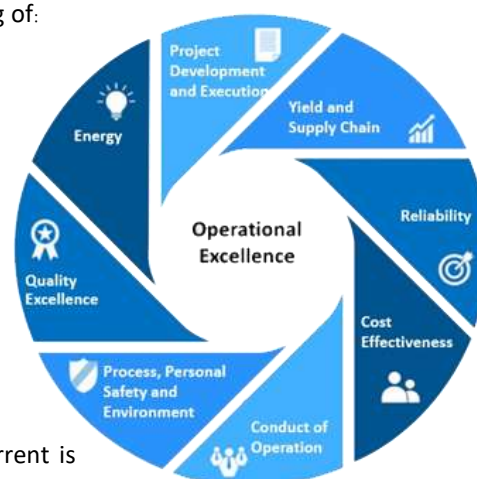 g of:
Project
Development
and Execution
Yield and
Supply Chain
Energy
Reliability
Operational
Excellence
Quality
Excellence
Cost
Effectiveness
Process, Personal
Safety and
Environment
Conduct of
Operation
rrent is